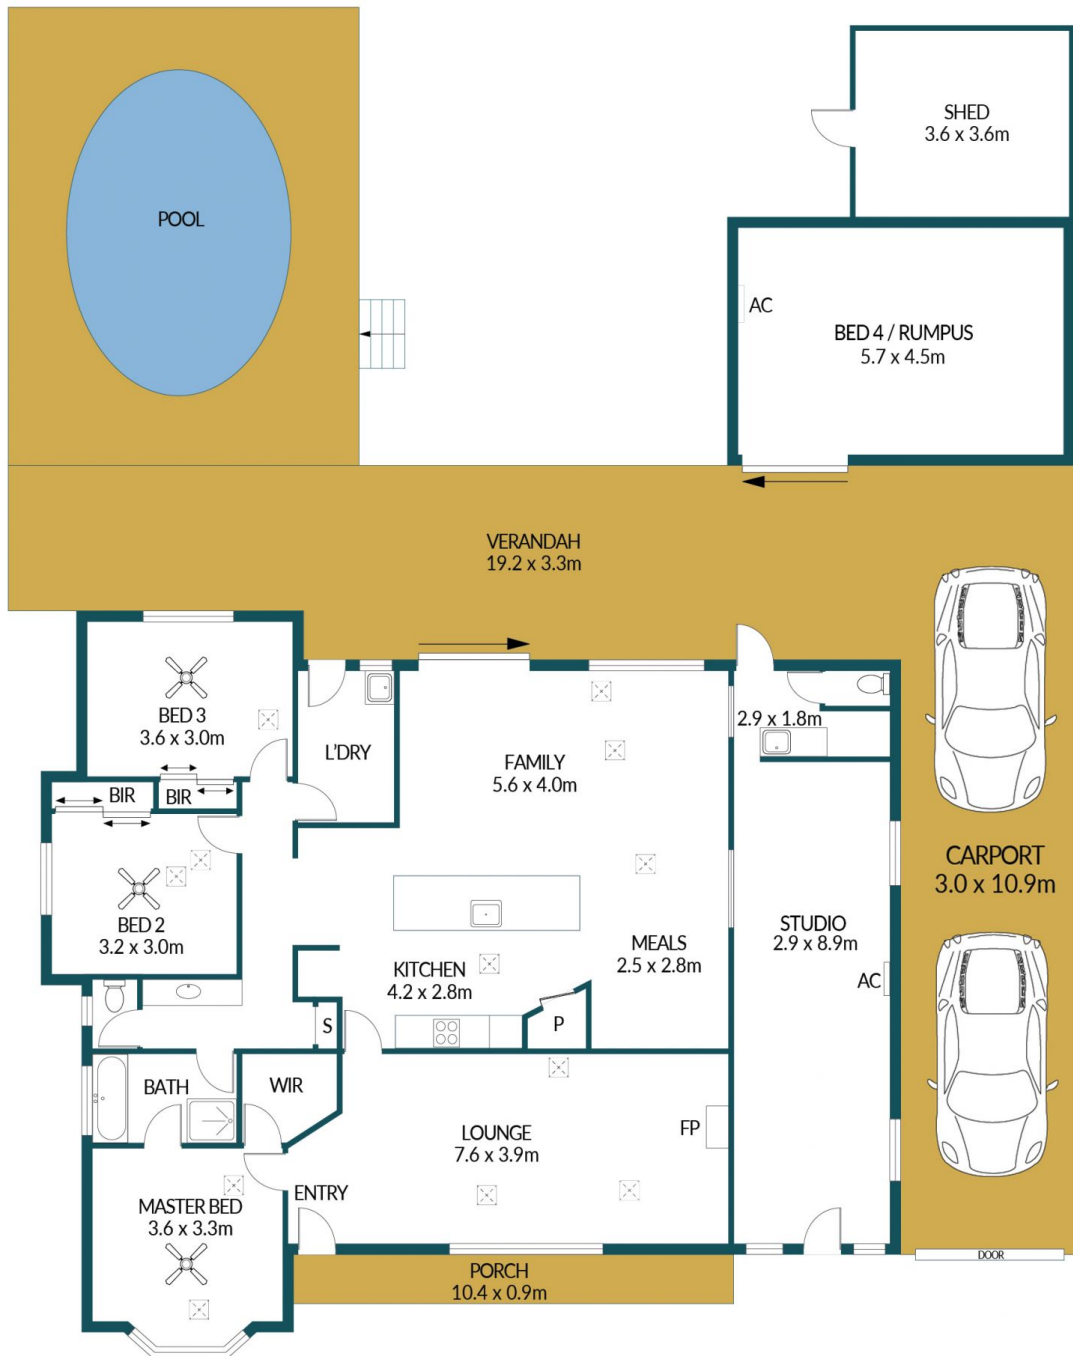 SHED
3.6 x 3.6m
POOL
AC
BED 4 / RUMPUS
5.7 x 4.5m
VERANDAH
19.2 x 3.3m
BED 3
3.6 x 3.0m
L'DRY
FAMILY
5.6 x 4.0m
2.9 x 1.8m
BIR
BIR
CARPORT
3.0 x 10.9m
BED 2
3.2 x 3.0m
STUDIO
2.9 x 8.9m
MEALS
2.5 x 2.8m
KITCHEN
4.2 x 2.8m
AC
S
P
BATH
WIR
LOUNGE
7.6 x 3.9m
FP
ENTRY
MASTER BED
3.6 x 3.3m
DOOR
PORCH
10.4 x 0.9m